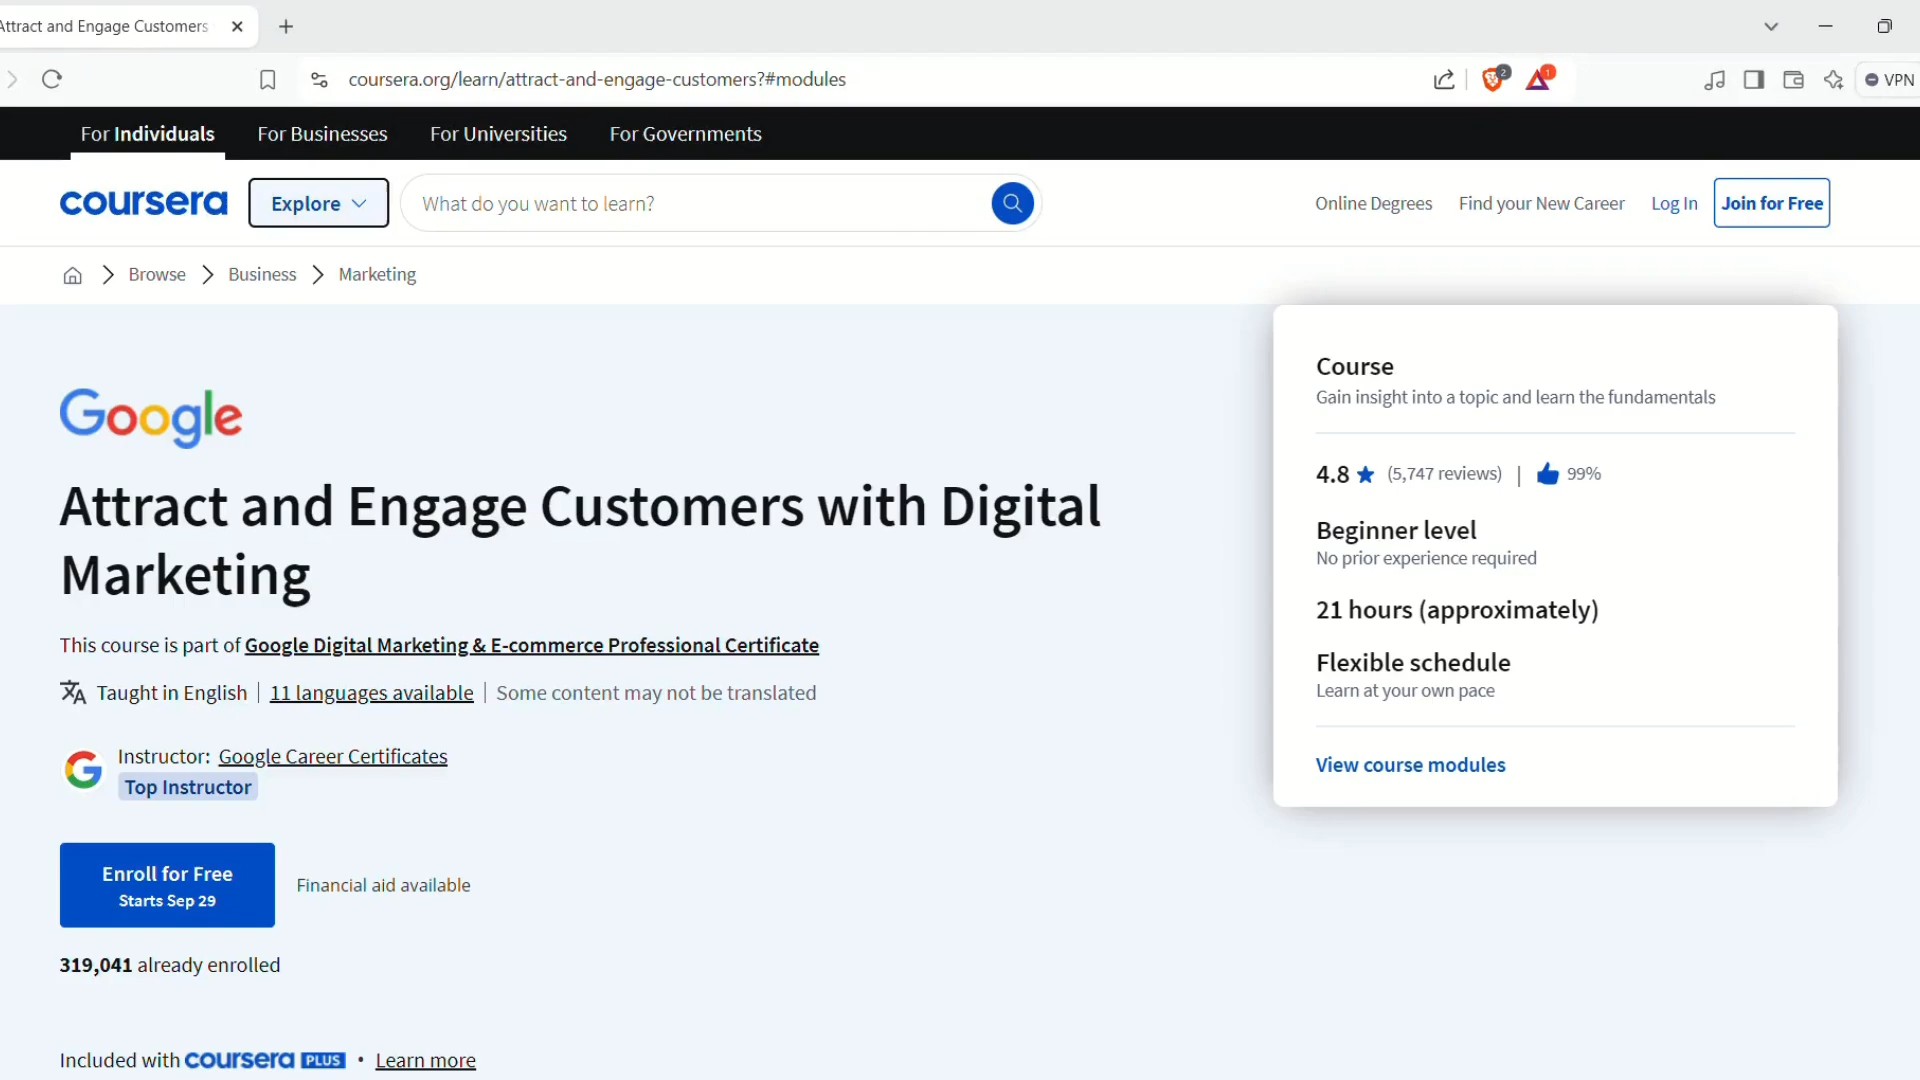 Attract and Engage Customers
coursera.org/learn/attract-and-engage-customers?#modules
2
1
VPN
For Individuals
For Businesses
For Universities
For Governments
coursera
Explore
What do you want to learn?
Online Degrees
Find your New Career
Log In
Join for Free
Browse
Business
Marketing
Google
Attract and Engage Customers with Digital
Marketing
This course is part of Google Digital Marketing & E-commerce Professional Certificate
Taught in English | 11 languages available | Some content may not be translated
Instructor: Google Career Certificates
Top Instructor
Enroll for Free
Starts Sep 29
Financial aid available
319,041 already enrolled
Included with coursera PLUS • Learn more
Course
Gain insight into a topic and learn the fundamentals
4.8 (5,747 reviews) | 99%
Beginner level
No prior experience required
21 hours (approximately)
Flexible schedule
Learn at your own pace
View course modules